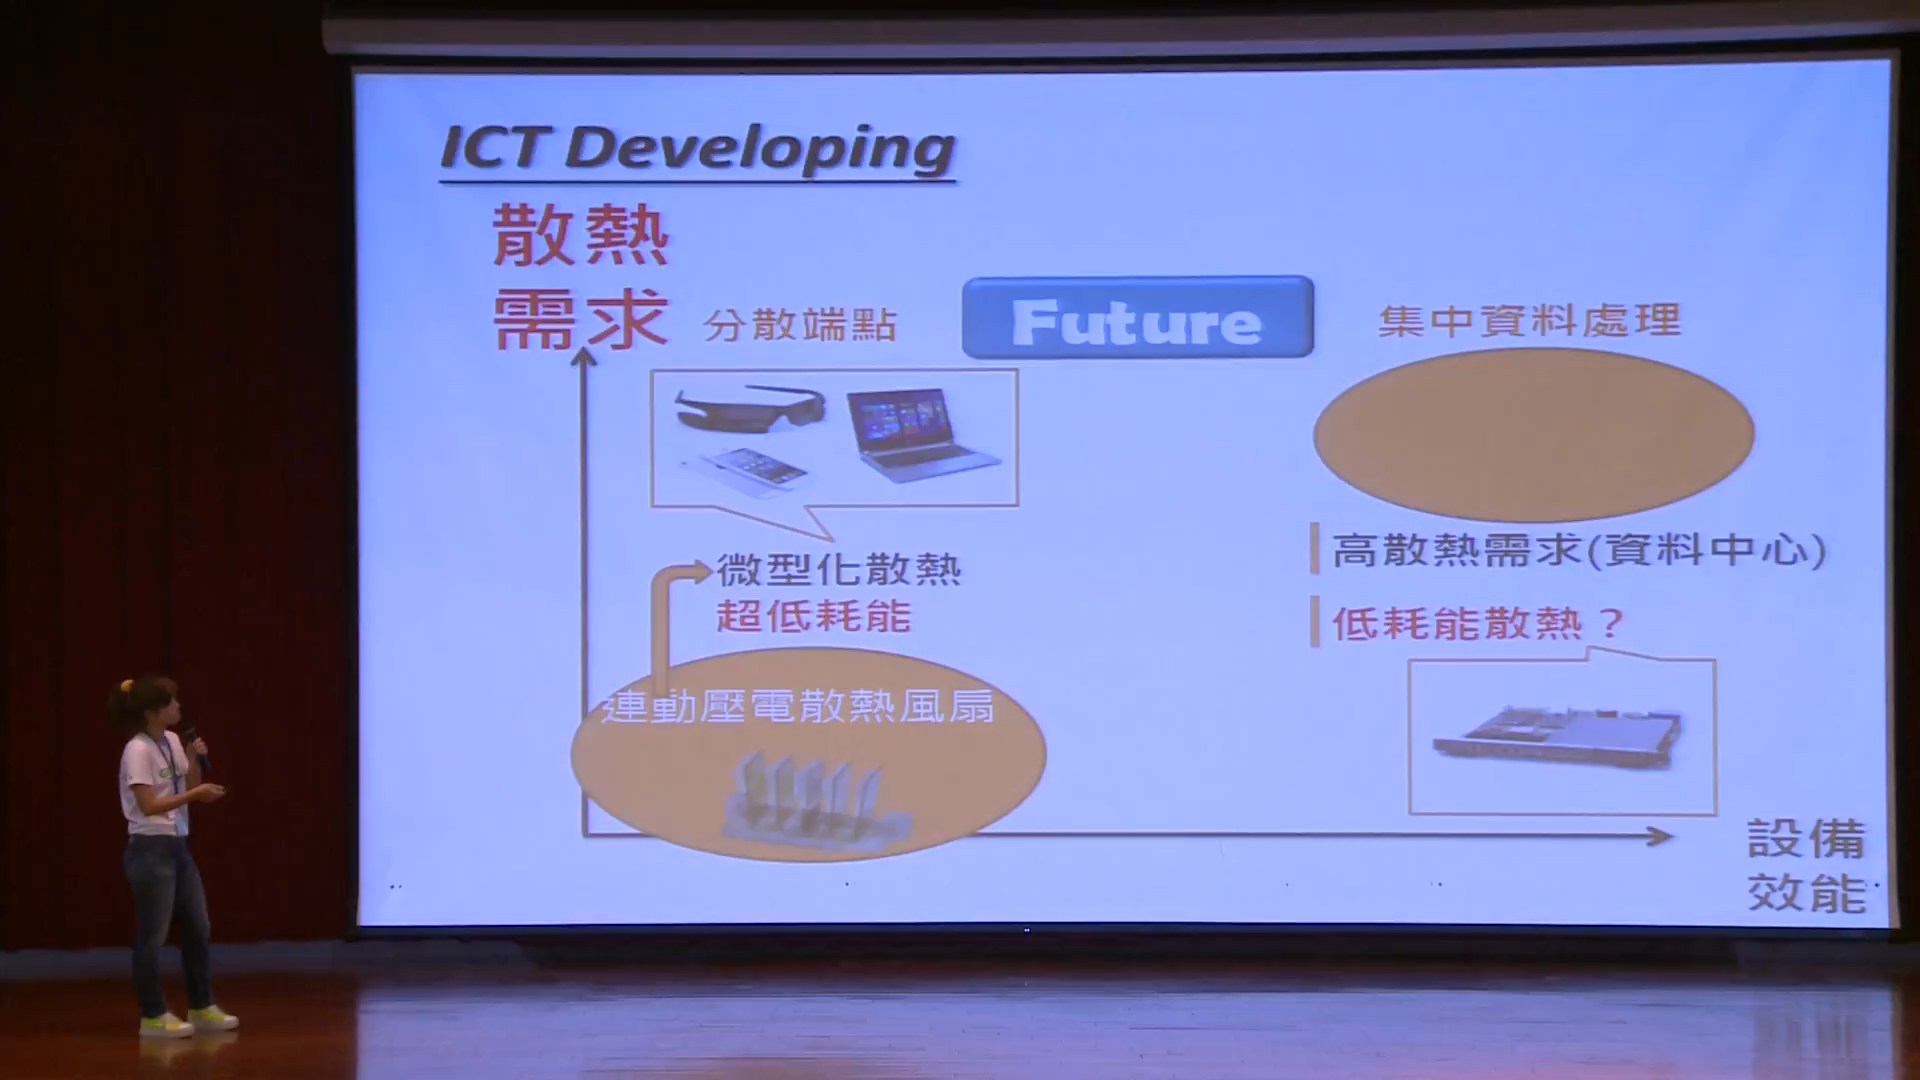 ICT Developing
散熱
需求
分散端點
Future
集中資料處理
微型化散熱
超低耗能
高散熱需求(資料中心)
低耗能散熱？
連動壓電散熱風扇
設備
效能